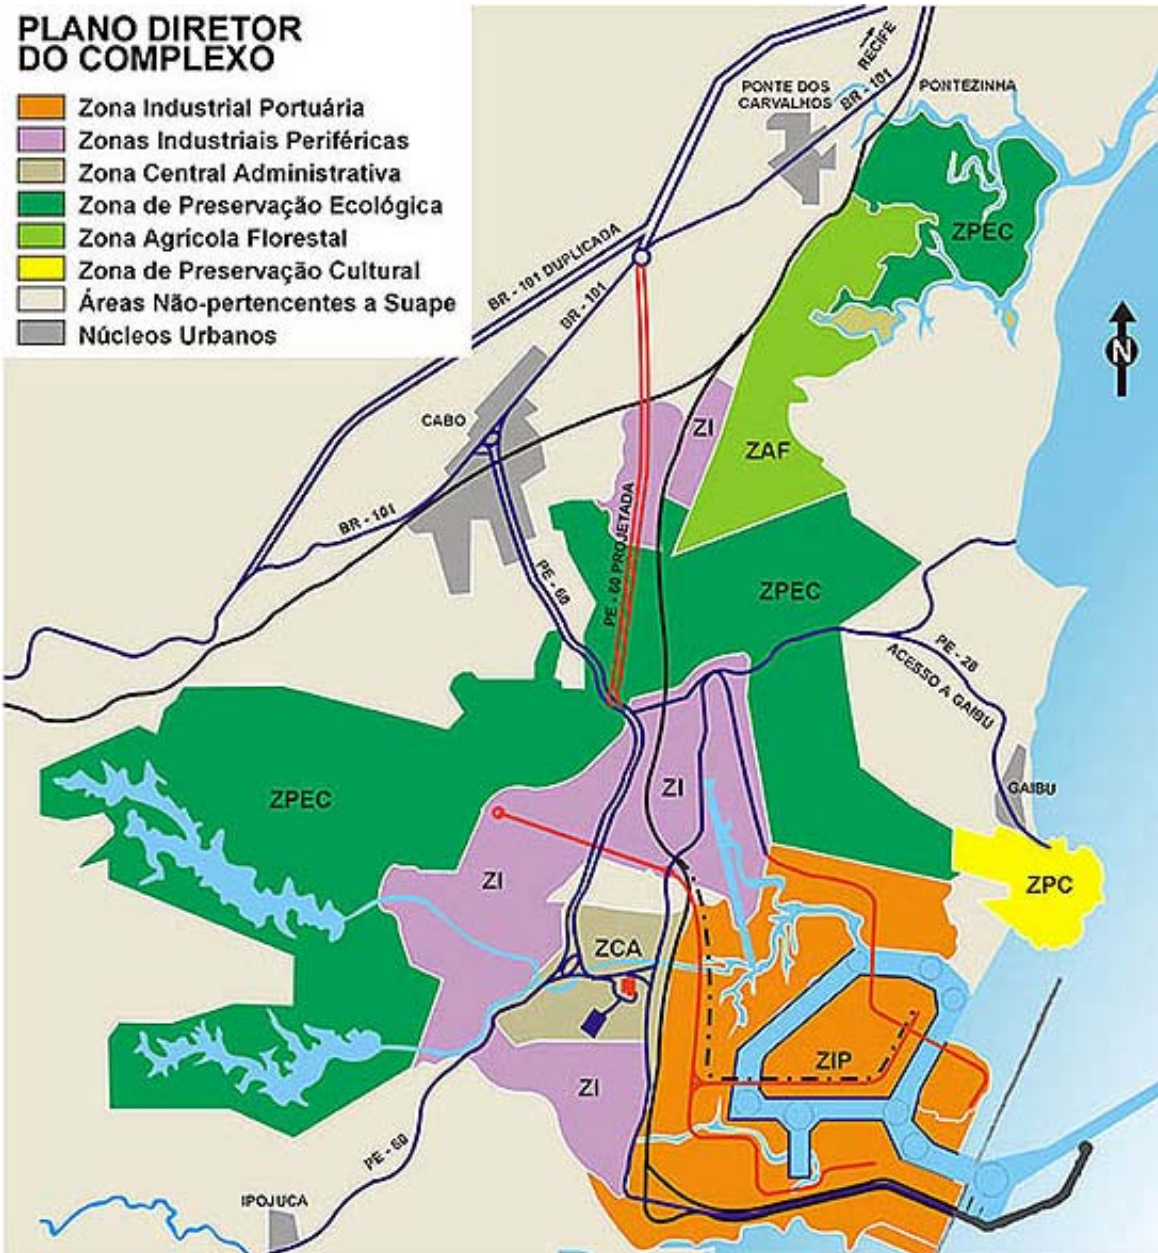 PLANO DIRETOR
DO COMPLEXO
Zona Industrial Portuária
Zonas Industriais Periféricas
Zona Central Administrativa
Zona de Preservação Ecológica
Zona Agrícola Florestal
Zona de Preservação Cultural
Áreas Não-pertencentes a Suape
Núcleos Urbanos
RECIFE
PONTE DOS
CARVALHOS
BR - 101
PONTEZINHA
ZPEC
BR - 101 DUPLICADA
BR - 101
N
CABO
ZI
ZAF
BR - 101
PE - 60 PROJETADA
PE - 60
ZPEC
PE - 28
ACESSO A GAIBU
ZPEC
ZI
GAIBU
ZI
ZPC
ZCA
ZIP
ZI
PE - 60
IPOJUCA